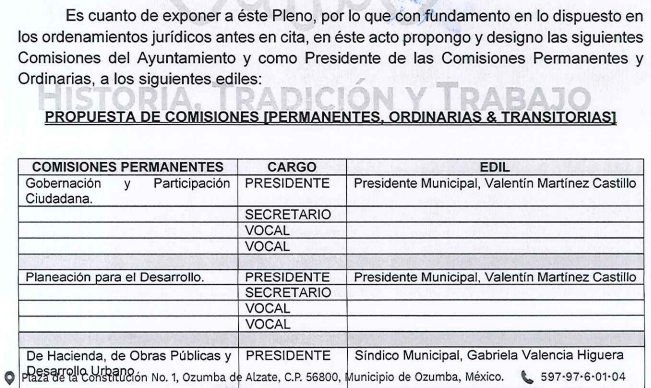 Es cuanto de exponer a éste Pleno, por lo que con fundamento en lo dispuesto en
los ordenamientos jurídicos antes en cita, en éste acto propongo y designo las siguientes
Comisiones del Ayuntamiento y como Presidente de las Comisiones Permanentes y
Ordinarias, a los siguientes ediles:
HISTORIA, TRADICIÓN Y TRABAJO
PROPUESTA DE COMISIONES [PERMANENTES, ORDINARIAS & TRANSITORIAS]
COMISIONES PERMANENTES CARGO EDIL
Gobernación y Participación PRESIDENTE Presidente Municipal, Valentín Martínez Castillo
Ciudadana.
SECRETARIO
VOCAL
VOCAL
Planeación para el Desarrollo. PRESIDENTE Presidente Municipal, Valentín Martínez Castillo
SECRETARIO
VOCAL
VOCAL
De Hacienda, de Obras Públicas y PRESIDENTE Síndico Municipal, Gabriela Valencia Higuera
Desarrollo Urbano
Plaza de la Constitución No. 1, Ozumba de Alzate, C.P. 56800, Municipio de Ozumba, México. 597-97-6-01-04